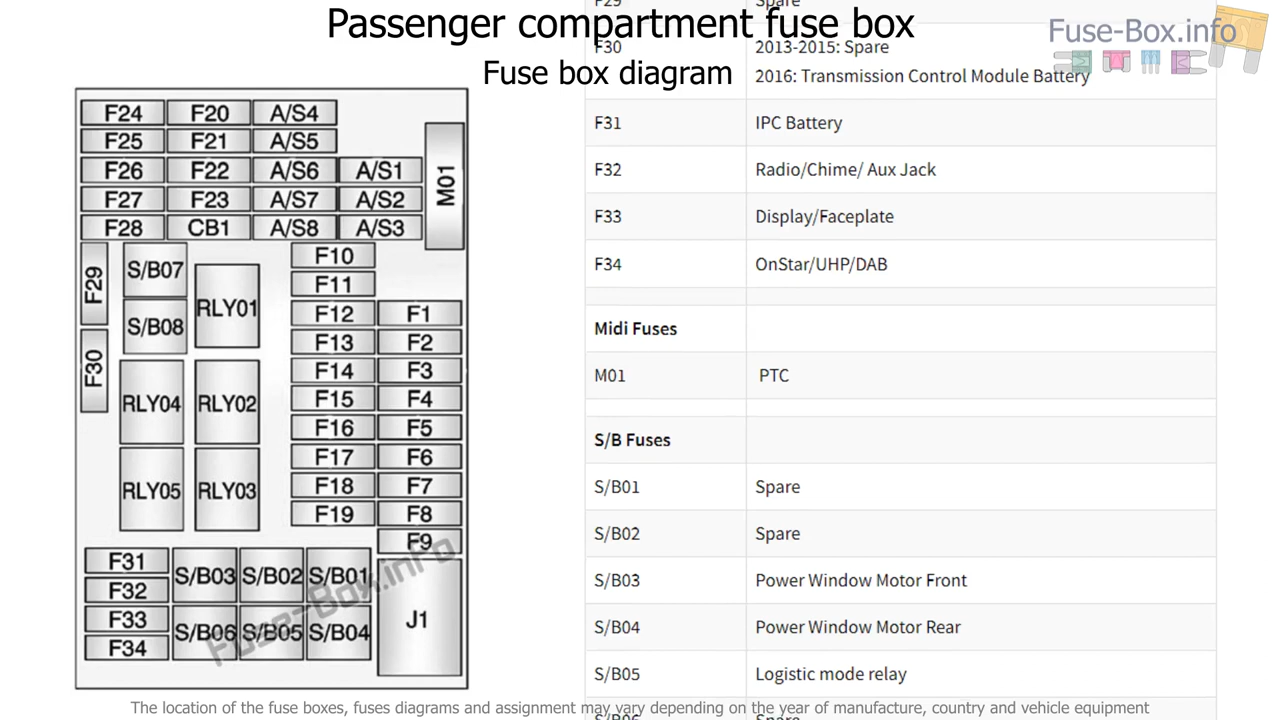 Passenger compartment fuse box
Fuse box diagram
Fuse-Box.info
F24 F20 A/S4
F25 F21 A/S5
F26 F22 A/S6 A/S1
F27 F23 A/S7 A/S2
F28 CB1 A/S8 A/S3
M01
F29
F30
S/B07
S/B08
RLY01
RLY04 RLY02
RLY05 RLY03
F10
F11
F12 F1
F13 F2
F14 F3
F15 F4
F16 F5
F17 F6
F18 F7
F19 F8
F9
F31
F32
F33
F34
S/B03 S/B02 S/B01
S/B06 S/B05 S/B04
J1
Fuse-Box.info
F29 Spare
F30 2013-2015: Spare
2016: Transmission Control Module Battery
F31 IPC Battery
F32 Radio/Chime/ Aux Jack
F33 Display/Faceplate
F34 OnStar/UHP/DAB
Midi Fuses
M01 PTC
S/B Fuses
S/B01 Spare
S/B02 Spare
S/B03 Power Window Motor Front
S/B04 Power Window Motor Rear
S/B05 Logistic mode relay
S/B06 Spare
The location of the fuse boxes, fuses diagrams and assignment may vary depending on the year of manufacture, country and vehicle equipment